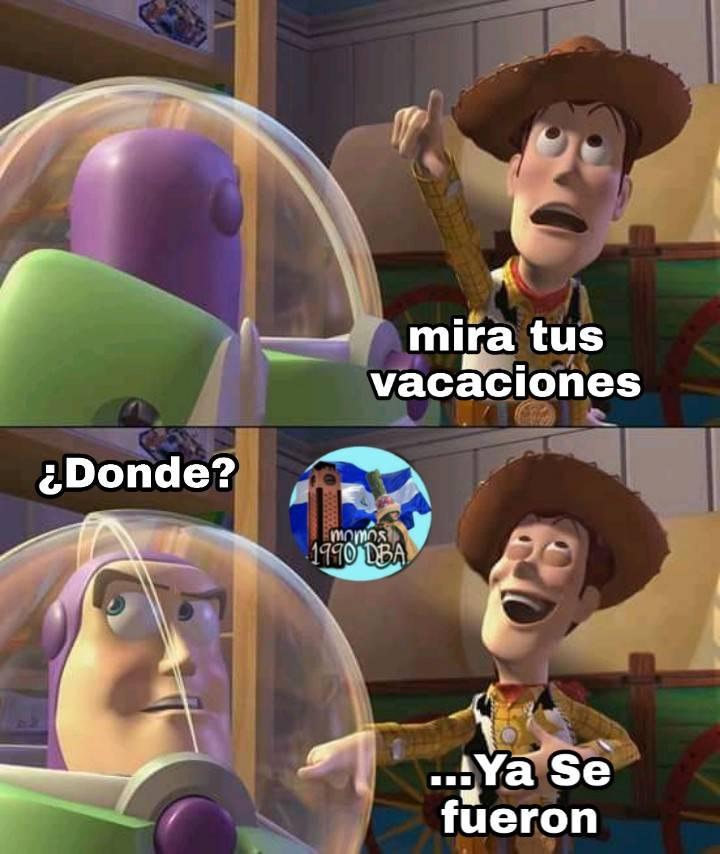 mira tus
vacaciones
¿Donde?
momos
1990 DBA
...Ya Se
fueron